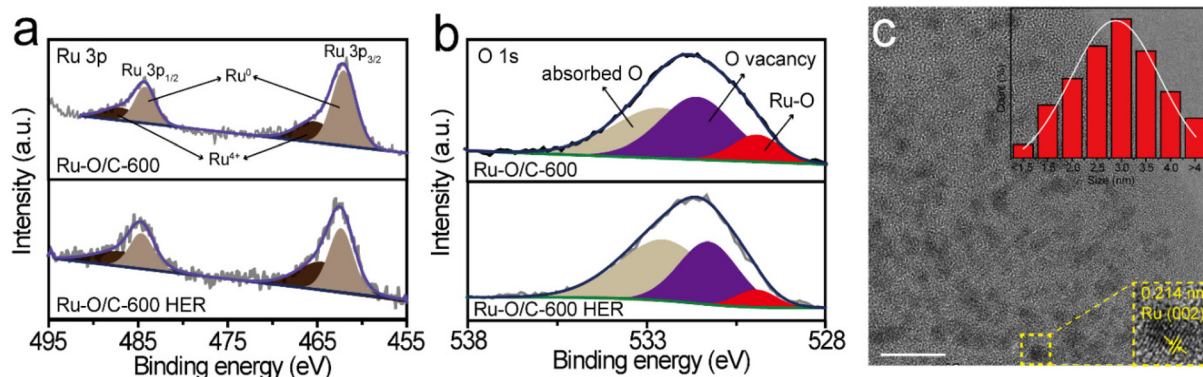 a
Ru 3p
Ru 3p1/2
Ru0
Ru 3p3/2
Ru4+
Ru-O/C-600
Ru-O/C-600 HER
Intensity (a.u.)
495 485 475 465 455
Binding energy (eV)
b
O 1s
absorbed O
O vacancy
Ru-O
Ru-O/C-600
Ru-O/C-600 HER
Intensity (a.u.)
538 533 528
Binding energy (eV)
c
Count (%)
<1.5 1.5 2.0 2.5 3.0 3.5 4.0 >4
Size (nm)
0.214 nm
Ru (002)